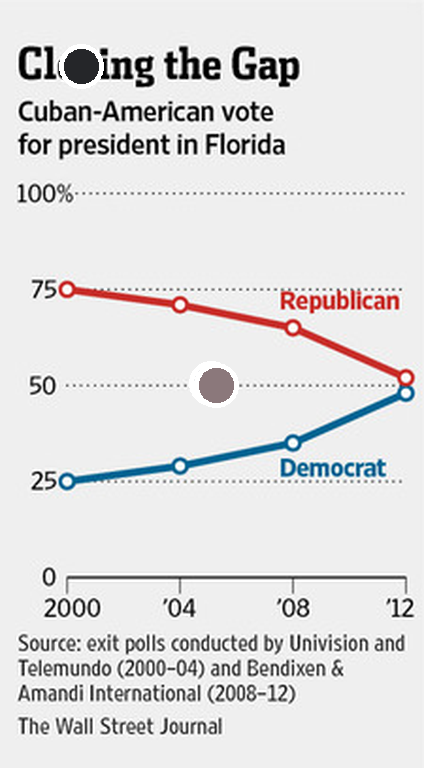 the Gap
Cuban-American vote
for president in Florida
100%
75
Republican
50
Democrat
25
0
2000 '04 '08 '12
Source: exit polls conducted by Univision and
Telemundo (2000–04) and Bendixen &
Amandi International (2008–12)
The Wall Street Journal